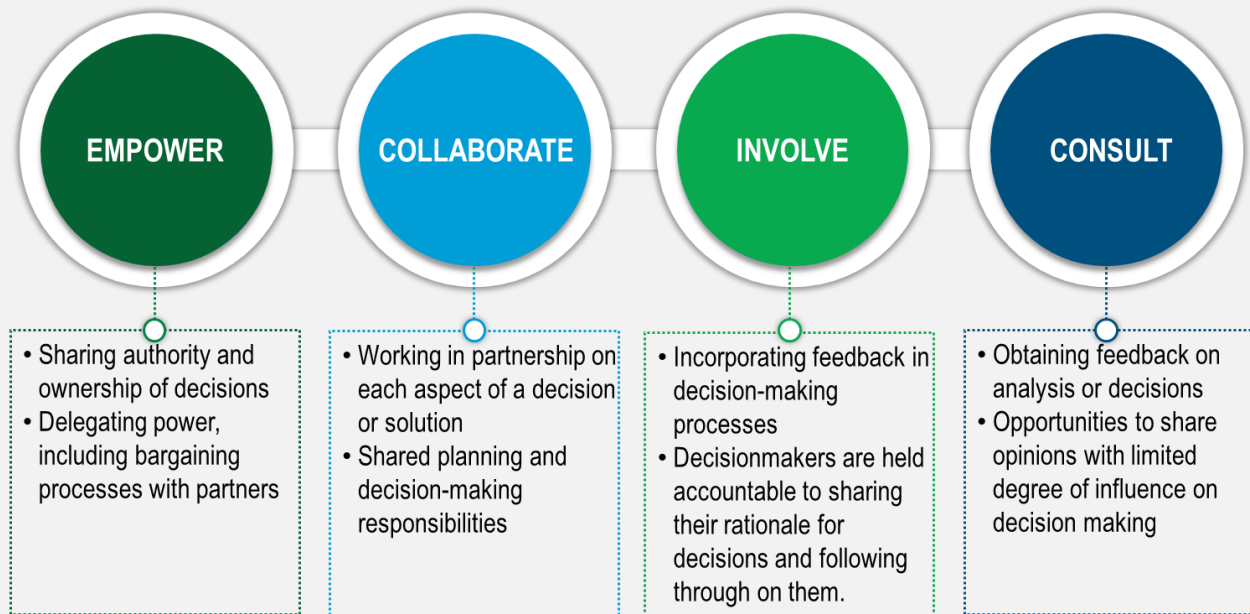 EMPOWER
COLLABORATE
INVOLVE
CONSULT
• Sharing authority and
ownership of decisions
• Delegating power,
including bargaining
processes with partners
• Working in partnership on
each aspect of a decision
or solution
• Shared planning and
decision-making
responsibilities
• Incorporating feedback in
decision-making
processes
• Decisionmakers are held
accountable to sharing
their rationale for
decisions and following
through on them.
• Obtaining feedback on
analysis or decisions
• Opportunities to share
opinions with limited
degree of influence on
decision making